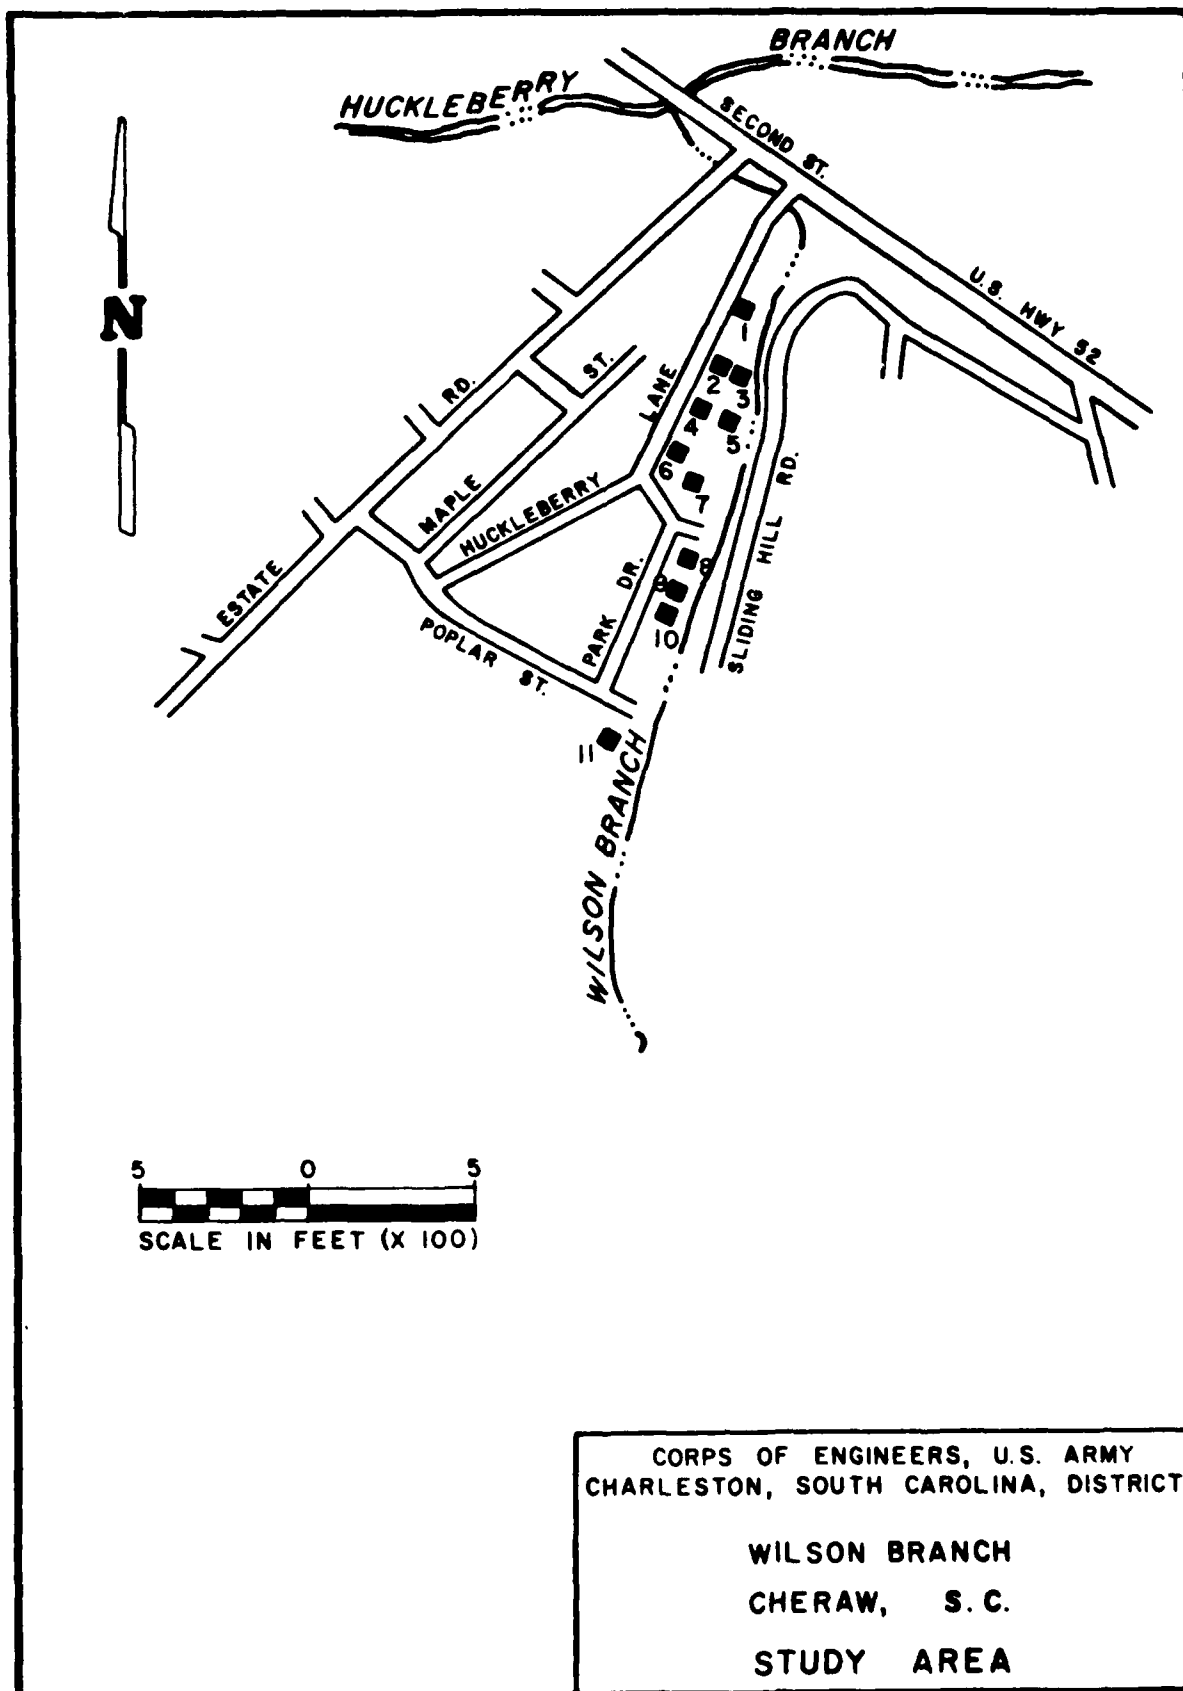 HUCKLEBERRY BRANCH
SECOND ST.
U.S. HWY 52
N
ESTATE RD.
MAPLE ST.
HUCKLEBERRY LANE
PARK DR.
POPLAR ST.
SLIDING HILL RD.
1
2
3
4
5
6
7
8
9
10
11
WILSON BRANCH
5 0 5
SCALE IN FEET (X 100)
CORPS OF ENGINEERS, U.S. ARMY
CHARLESTON, SOUTH CAROLINA, DISTRICT
WILSON BRANCH
CHERAW, S.C.
STUDY AREA